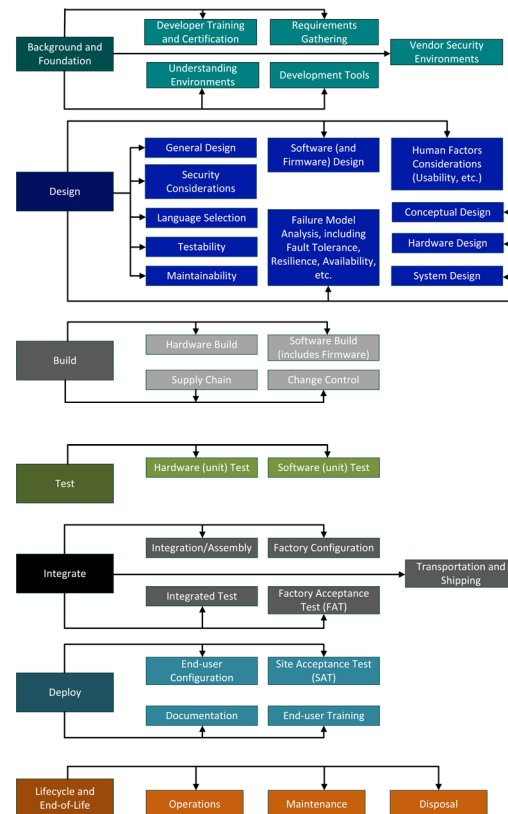 Background and
Foundation
Developer Training
and Certification
Requirements
Gathering
Vendor Security
Environments
Understanding
Environments
Development Tools
Design
General Design
Security
Considerations
Language Selection
Testability
Maintainability
Software (and
Firmware) Design
Failure Model
Analysis, including
Fault Tolerance,
Resilience, Availability,
etc.
Human Factors
Considerations
(Usability, etc.)
Conceptual Design
Hardware Design
System Design
Build
Hardware Build
Software Build
(includes Firmware)
Supply Chain
Change Control
Test
Hardware (unit) Test
Software (unit) Test
Integrate
Integration/Assembly
Factory Configuration
Transportation and
Shipping
Integrated Test
Factory Acceptance
Test (FAT)
Deploy
End-user
Configuration
Site Acceptance Test
(SAT)
Documentation
End-user Training
Lifecycle and
End-of-Life
Operations
Maintenance
Disposal